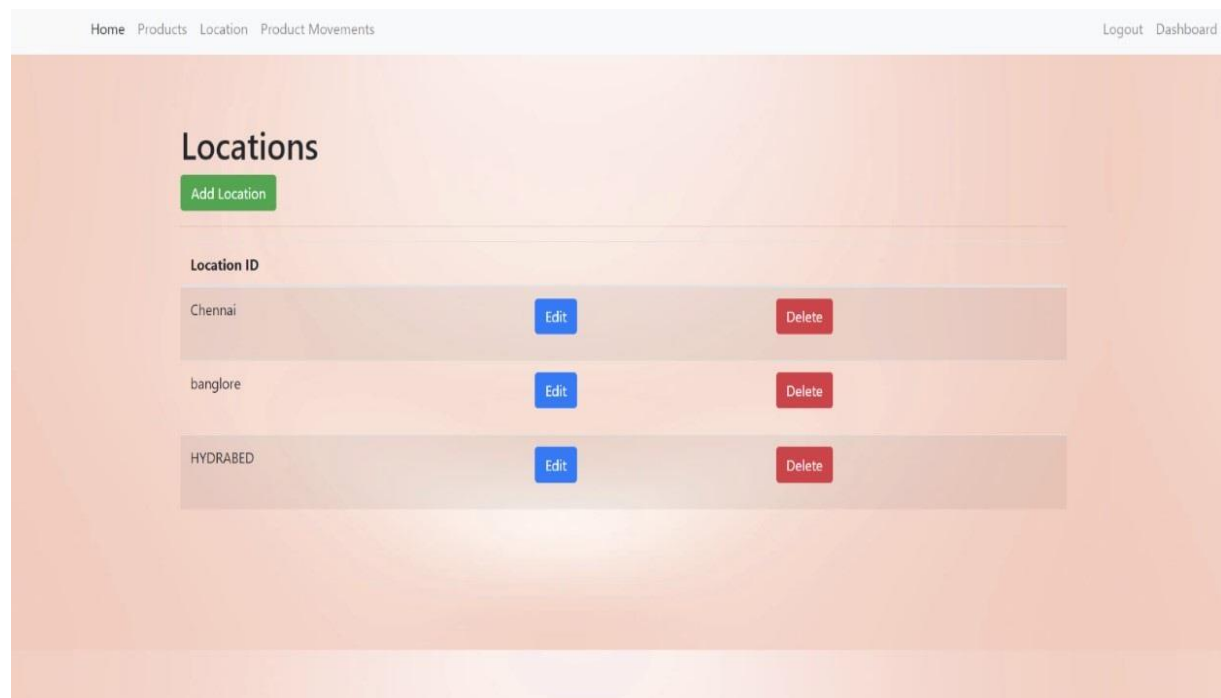 Home Products Location Product Movements Logout Dashboard
Locations
Add Location
Location ID
Chennai Edit Delete
banglore Edit Delete
HYDRABED Edit Delete